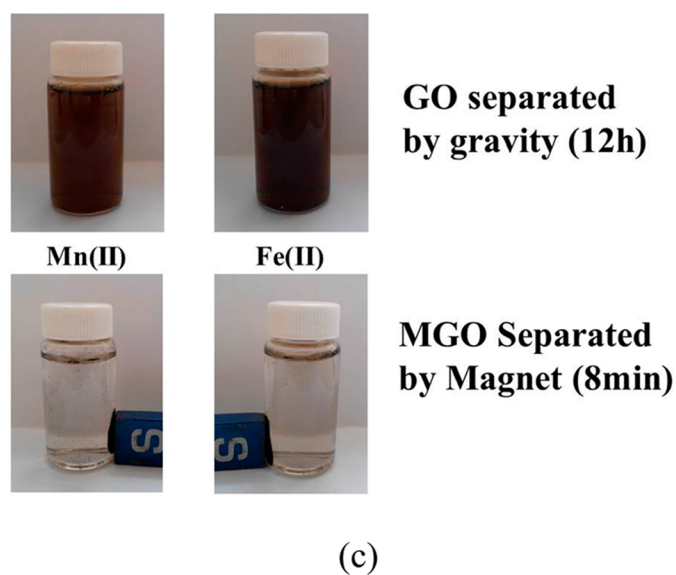 GO separated
by gravity (12h)
Mn(II) Fe(II)
MGO Separated
by Magnet (8min)
S S
(c)